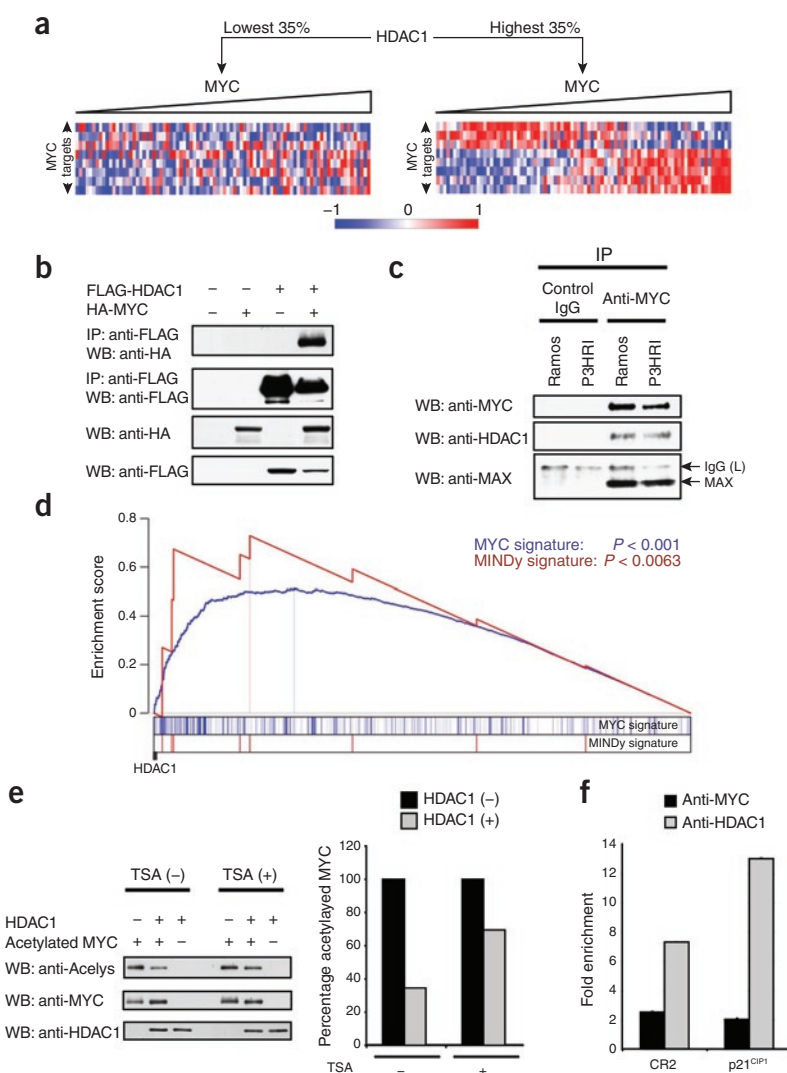 a
Lowest 35%
HDAC1
Highest 35%
MYC
MYC
MYC targets
MYC targets
−1 0 1
b
FLAG-HDAC1 − − + +
HA-MYC − + − +
IP: anti-FLAG
WB: anti-HA
IP: anti-FLAG
WB: anti-FLAG
WB: anti-HA
WB: anti-FLAG
c
IP
Control IgG
Anti-MYC
Ramos P3HRI Ramos P3HRI
WB: anti-MYC
WB: anti-HDAC1
WB: anti-MAX
IgG (L)
MAX
d
Enrichment score
0.8
0.6
0.4
0.2
0
MYC signature: P < 0.001
MINDy signature: P < 0.0063
MYC signature
MINDy signature
HDAC1
e
TSA (−) TSA (+)
HDAC1 − + + − + +
Acetylated MYC + + − + + −
WB: anti-Acelys
WB: anti-MYC
WB: anti-HDAC1
HDAC1 (−)
HDAC1 (+)
Percentage acetylayed MYC
120
100
80
60
40
20
0
TSA − +
f
Anti-MYC
Anti-HDAC1
Fold enrichment
14
12
10
8
6
4
2
0
CR2 p21CIP1